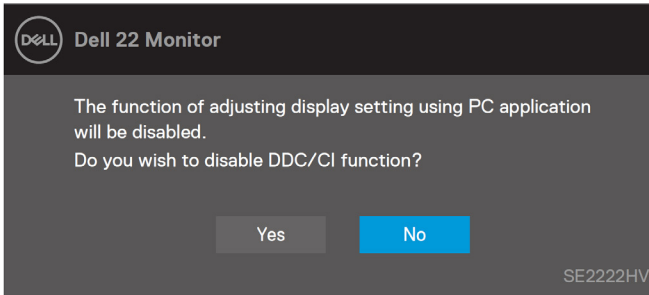 DELL Dell 22 Monitor
The function of adjusting display setting using PC application
will be disabled.
Do you wish to disable DDC/CI function?
Yes No
SE2222HV